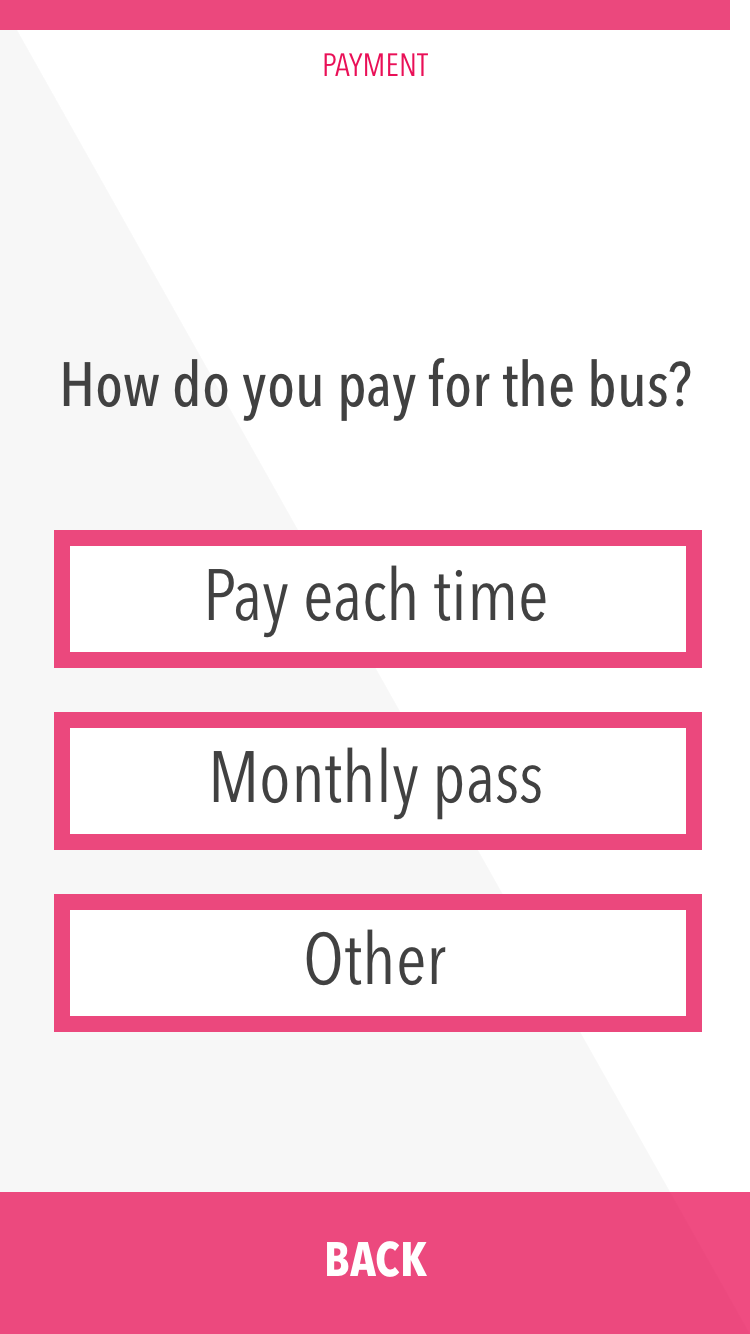 PAYMENT
How do you pay for the bus?
Pay each time
Monthly pass
Other
BACK